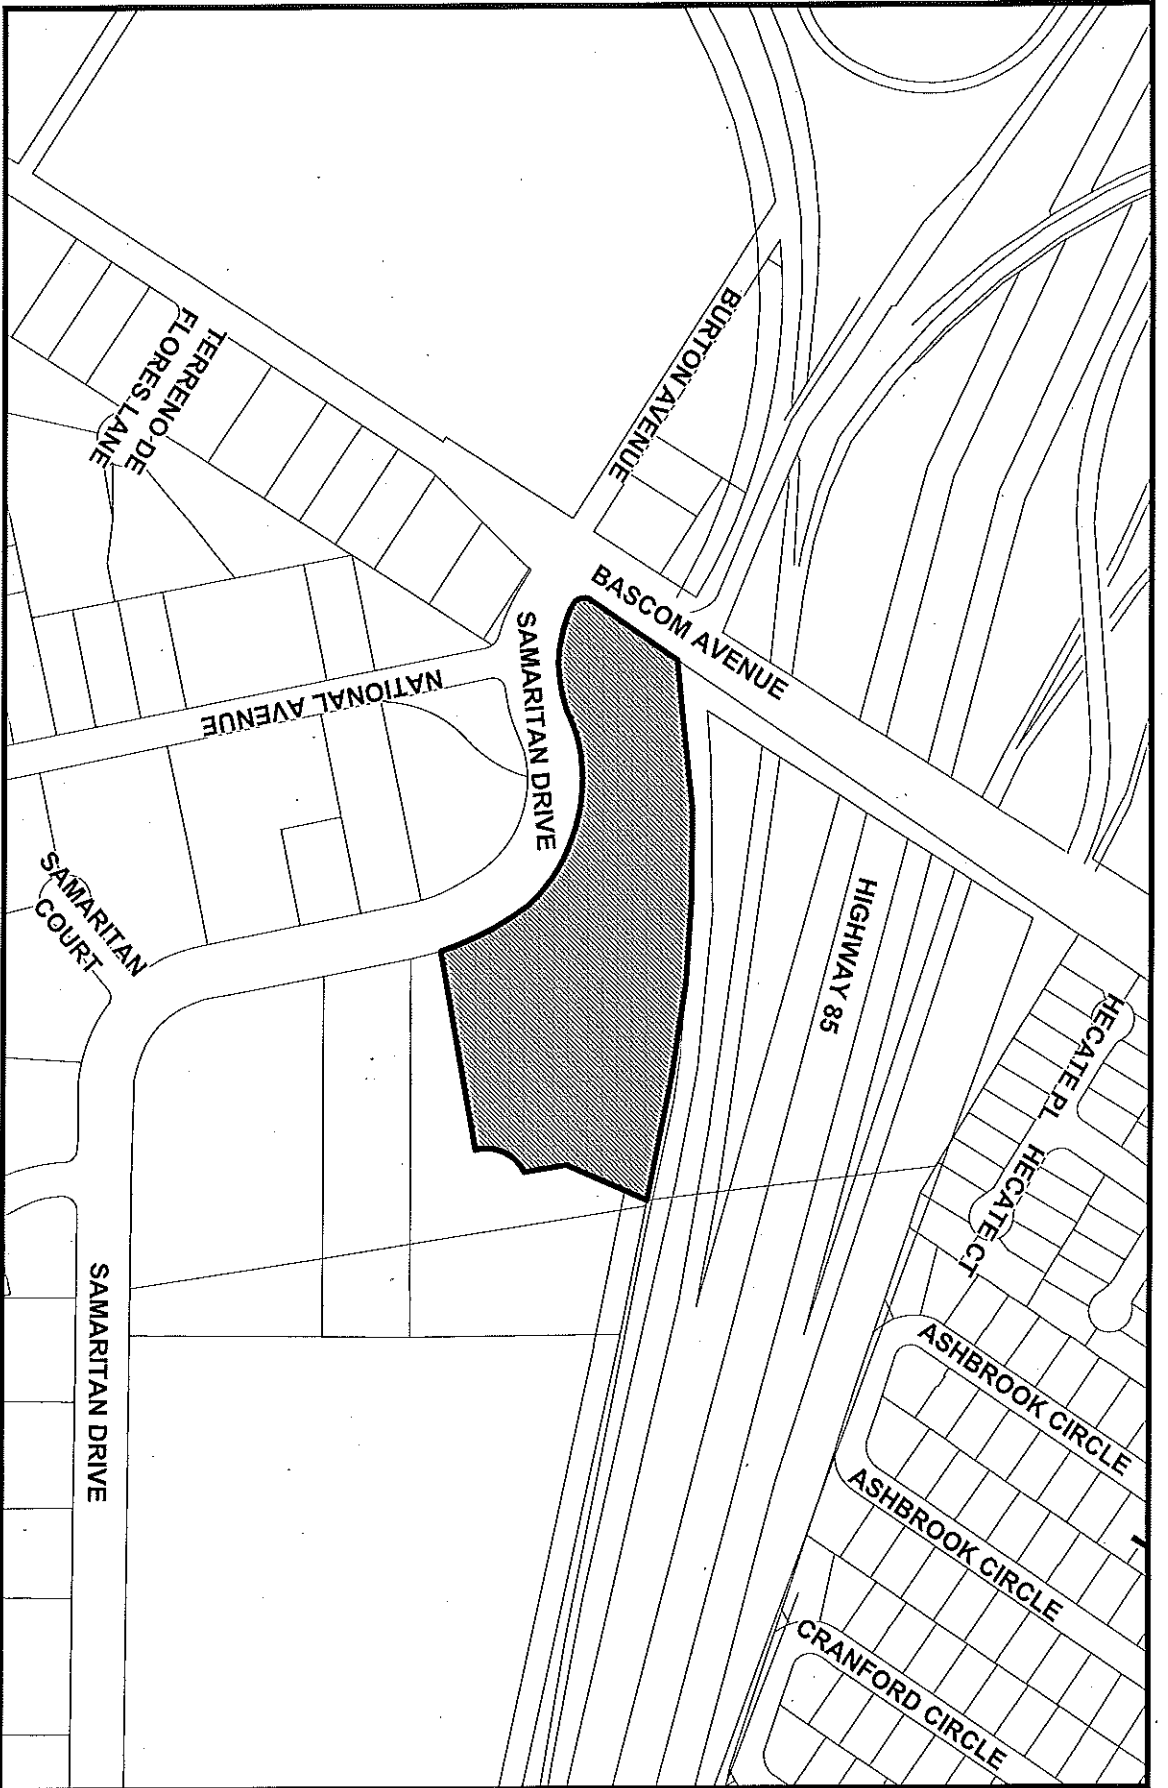 BURTON AVENUE
TERRENO DE
FLORES LANE
BASCOM AVENUE
SAMARITAN DRIVE
NATIONAL AVENUE
SAMARITAN
COURT
HIGHWAY 85
HECATE PL
HECATE CT
SAMARITAN DRIVE
ASHBROOK CIRCLE
ASHBROOK CIRCLE
CRANFORD CIRCLE